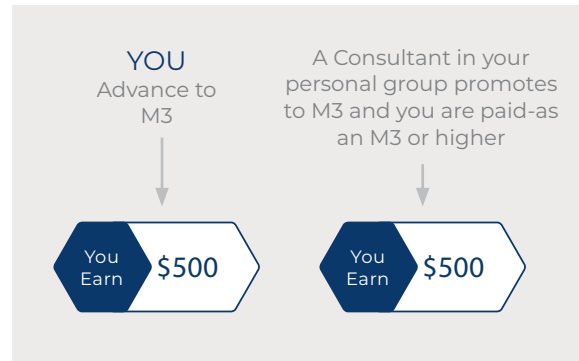 YOU
Advance to
M3
A Consultant in your
personal group promotes
to M3 and you are paid-as
an M3 or higher
You
Earn
$500
You
Earn
$500